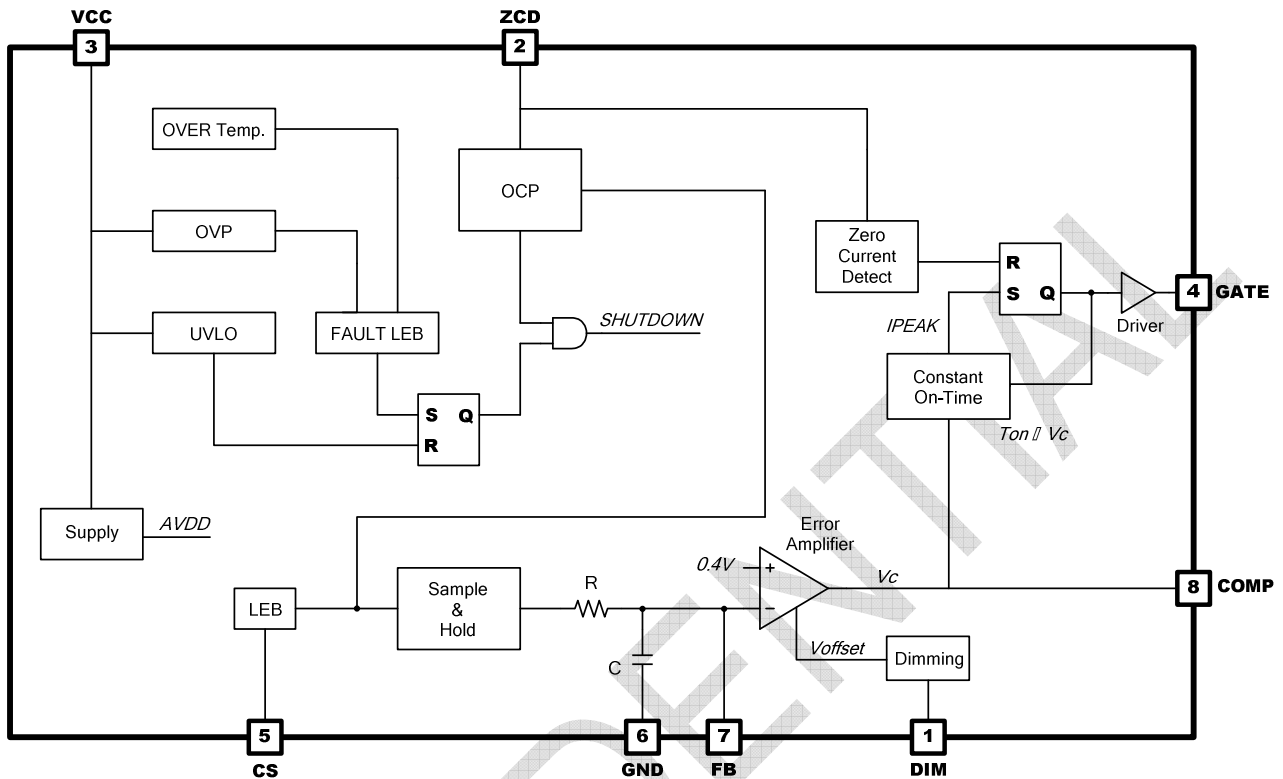 VCC
ZCD
3
2
OVER Temp.
OCP
OVP
Zero
Current
Detect
R
S Q
4 GATE
Driver
IPEAK
UVLO
FAULT LEB
SHUTDOWN
Constant
On-Time
S Q
R
Ton▯ Vc
Supply
AVDD
Error
Amplifier
0.4V
+
−
Vc
8 COMP
LEB
Sample
&
Hold
R
C
Voffset
Dimming
5
6
7
1
CS
GND
FB
DIM